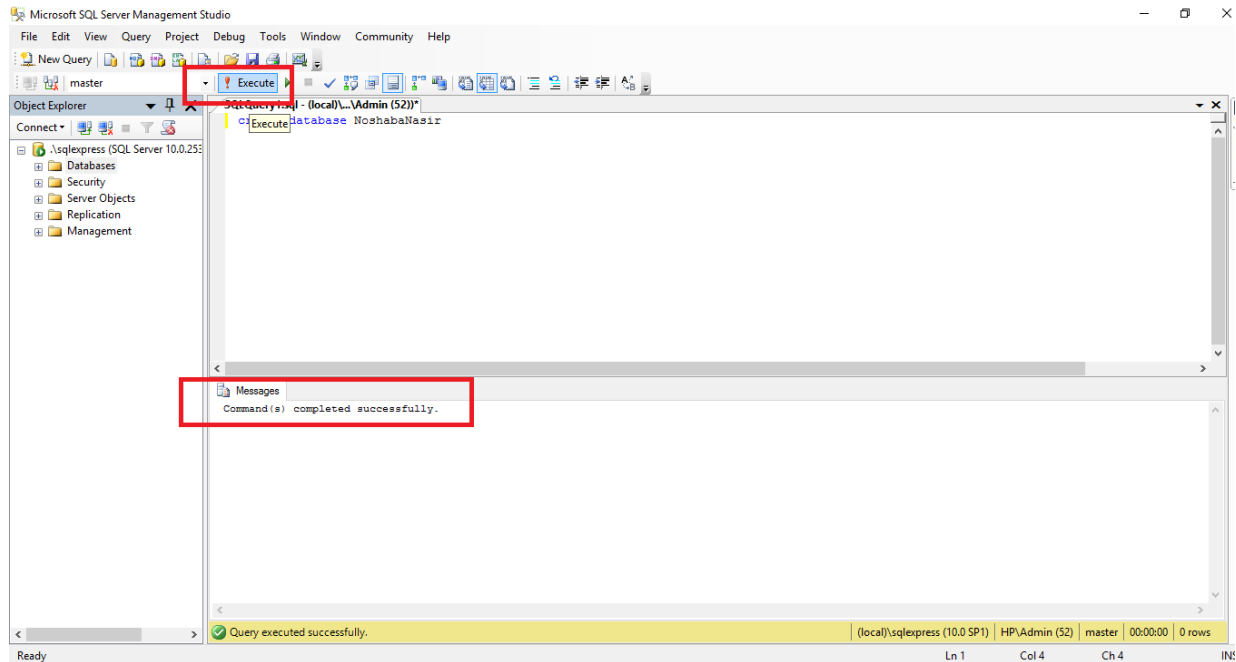 Microsoft SQL Server Management Studio
File Edit View Query Project Debug Tools Window Community Help
New Query
master Execute
Object Explorer
SQLQuery1.sql - (local)\...\Admin (52))*
Connect
Execute database NoshabaNasir
.\sqlexpress (SQL Server 10.0.253
Databases
Security
Server Objects
Replication
Management
Messages
Command(s) completed successfully.
Query executed successfully.
(local)\sqlexpress (10.0 SP1) HP\Admin (52) master 00:00:00 0 rows
Ready Ln 1 Col 4 Ch 4 INS